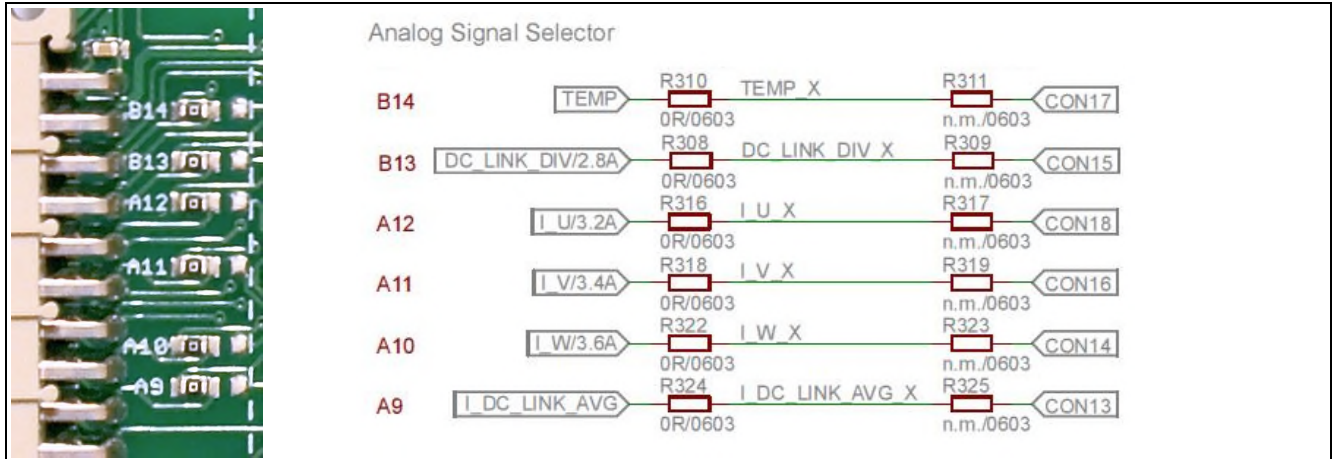 Analog Signal Selector
B14
B13
A12
A11
A10
A9
B14 TEMP R310 0R/0603 TEMP_X R311 n.m./0603 CON17
B13 DC_LINK_DIV/2.8A R308 0R/0603 DC_LINK_DIV_X R309 n.m./0603 CON15
A12 I_U/3.2A R316 0R/0603 I_U_X R317 n.m./0603 CON18
A11 I_V/3.4A R318 0R/0603 I_V_X R319 n.m./0603 CON16
A10 I_W/3.6A R322 0R/0603 I_W_X R323 n.m./0603 CON14
A9 I_DC_LINK_AVG R324 0R/0603 I_DC_LINK_AVG_X R325 n.m./0603 CON13